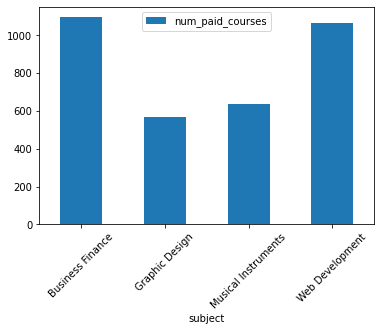 num_paid_courses
1000
800
600
400
200
0
Business Finance
Graphic Design
Musical Instruments
Web Development
subject